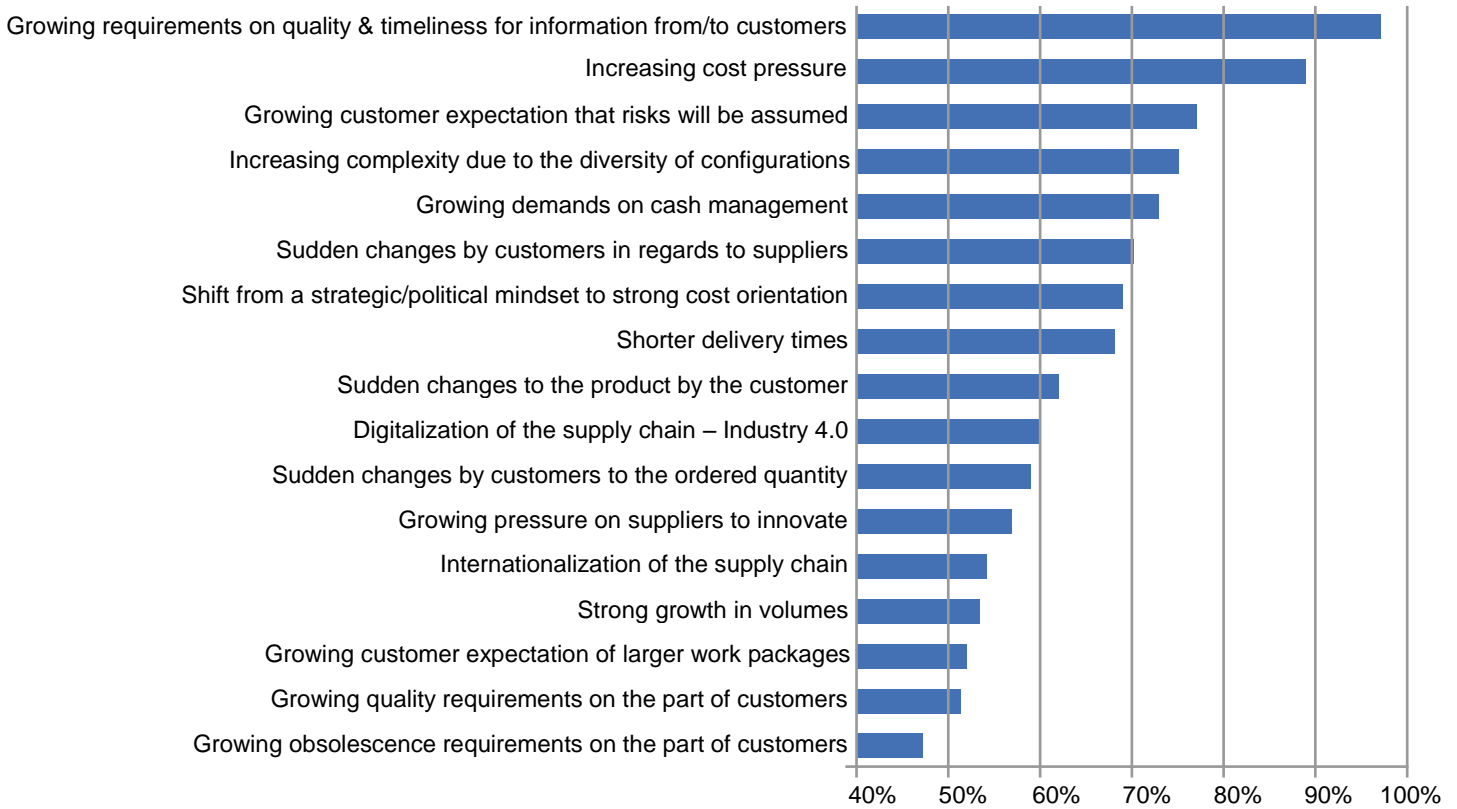 Growing requirements on quality & timeliness for information from/to customers
Increasing cost pressure
Growing customer expectation that risks will be assumed
Increasing complexity due to the diversity of configurations
Growing demands on cash management
Sudden changes by customers in regards to suppliers
Shift from a strategic/political mindset to strong cost orientation
Shorter delivery times
Sudden changes to the product by the customer
Digitalization of the supply chain – Industry 4.0
Sudden changes by customers to the ordered quantity
Growing pressure on suppliers to innovate
Internationalization of the supply chain
Strong growth in volumes
Growing customer expectation of larger work packages
Growing quality requirements on the part of customers
Growing obsolescence requirements on the part of customers
40% 50% 60% 70% 80% 90% 100%